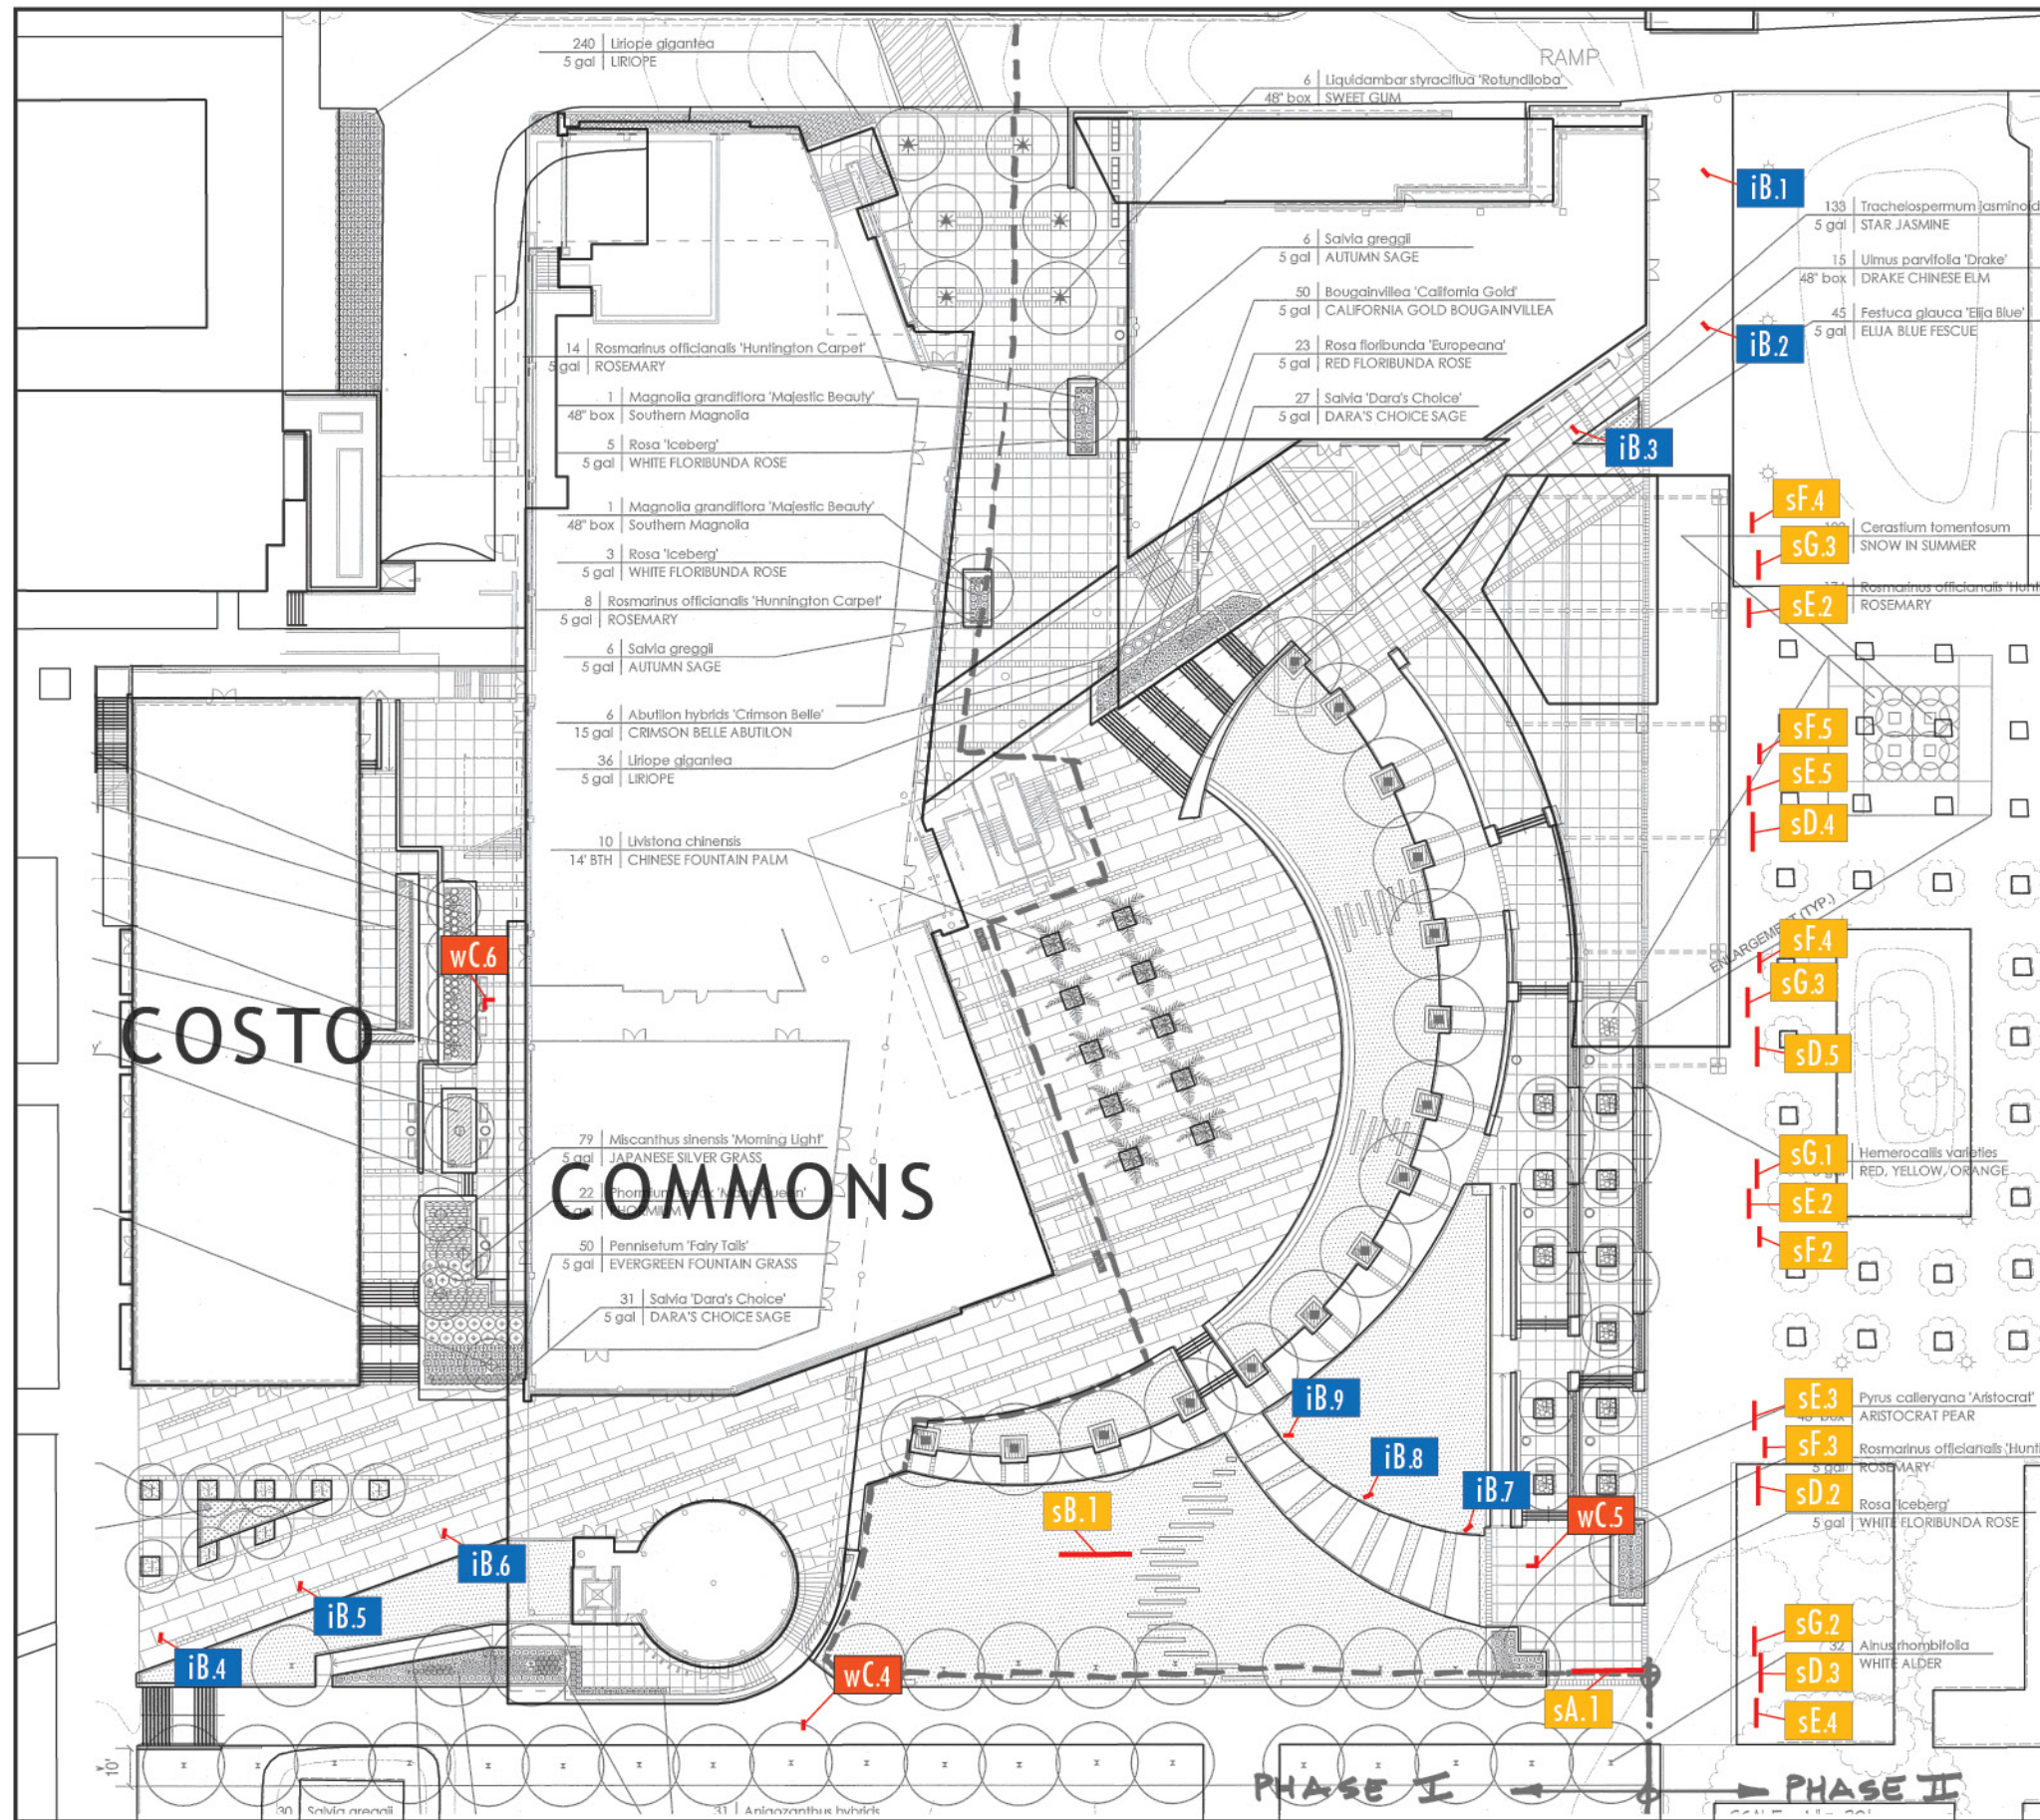 240 Liriope gigantea
5 gal LIRIOPE
RAMP
6 Liquidambar styraciflua 'Rotundiloba'
48" box SWEET GUM
iB.1
133 Trachelospermum jasminoid
5 gal STAR JASMINE
6 Salvia greggii
5 gal AUTUMN SAGE
15 Ulmus parvifolia 'Drake'
48" box DRAKE CHINESE ELM
50 Bougainvillea 'California Gold'
5 gal CALIFORNIA GOLD BOUGAINVILLEA
45 Festuca glauca 'Elija Blue'
5 gal ELIJA BLUE FESCUE
iB.2
14 Rosmarinus officianalis 'Huntington Carpet'
5 gal ROSEMARY
23 Rosa floribunda 'Europeana'
5 gal RED FLORIBUNDA ROSE
1 Magnolia grandiflora 'Majestic Beauty'
48" box Southern Magnolia
27 Salvia 'Dara's Choice'
5 gal DARA'S CHOICE SAGE
5 Rosa 'Iceberg'
5 gal WHITE FLORIBUNDA ROSE
iB.3
1 Magnolia grandiflora 'Majestic Beauty'
48" box Southern Magnolia
sF.4
Cerastium tomentosum
SNOW IN SUMMER
sG.3
3 Rosa 'Iceberg'
5 gal WHITE FLORIBUNDA ROSE
8 Rosmarinus officianalis 'Hunnington Carpet'
5 gal ROSEMARY
Rosmarinus officianalis 'Hunt
ROSEMARY
sE.2
6 Salvia greggii
5 gal AUTUMN SAGE
6 Abutilon hybrids 'Crimson Belle'
15 gal CRIMSON BELLE ABUTILON
sF.5
36 Liriope gigantea
5 gal LIRIOPE
sE.5
sD.4
10 Livistona chinensis
14' BTH CHINESE FOUNTAIN PALM
ENLARGEMENT (TYP.)
sF.4
wC.6
sG.3
COSTO
sD.5
79 Miscanthus sinensis 'Morning Light'
5 gal JAPANESE SILVER GRASS
sG.1
Hemerocallis varieties
RED, YELLOW, ORANGE
COMMONS
22
sE.2
50 Pennisetum 'Fairy Tails'
5 gal EVERGREEN FOUNTAIN GRASS
sF.2
31 Salvia 'Dara's Choice'
5 gal DARA'S CHOICE SAGE
iB.9
sE.3
Pyrus calleryana 'Aristocrat'
48" box ARISTOCRAT PEAR
iB.8
sF.3
Rosmarinus officianalis 'Hunti
5 gal ROSEMARY
iB.7
sD.2
Rosa 'Iceberg'
5 gal WHITE FLORIBUNDA ROSE
sB.1
wC.5
iB.6
iB.5
sG.2
32 Alnus rhombifolia
WHITE ALDER
iB.4
wC.4
sD.3
sA.1
sE.4
10'
PHASE I
PHASE II
30 Salvia greggii
31 Anigozanthus hybrids